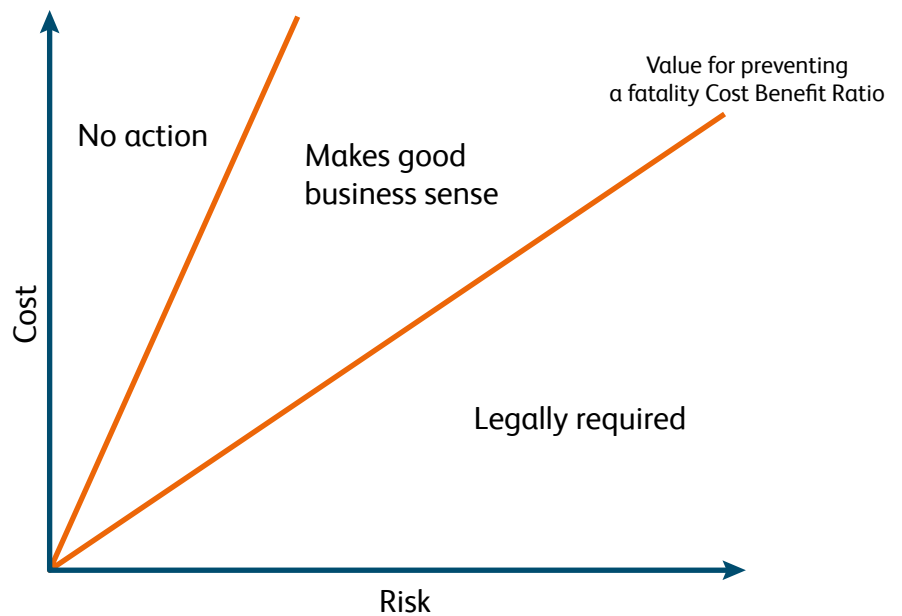 Value for preventing
a fatality Cost Benefit Ratio
No action
Makes good
business sense
Cost
Legally required
Risk